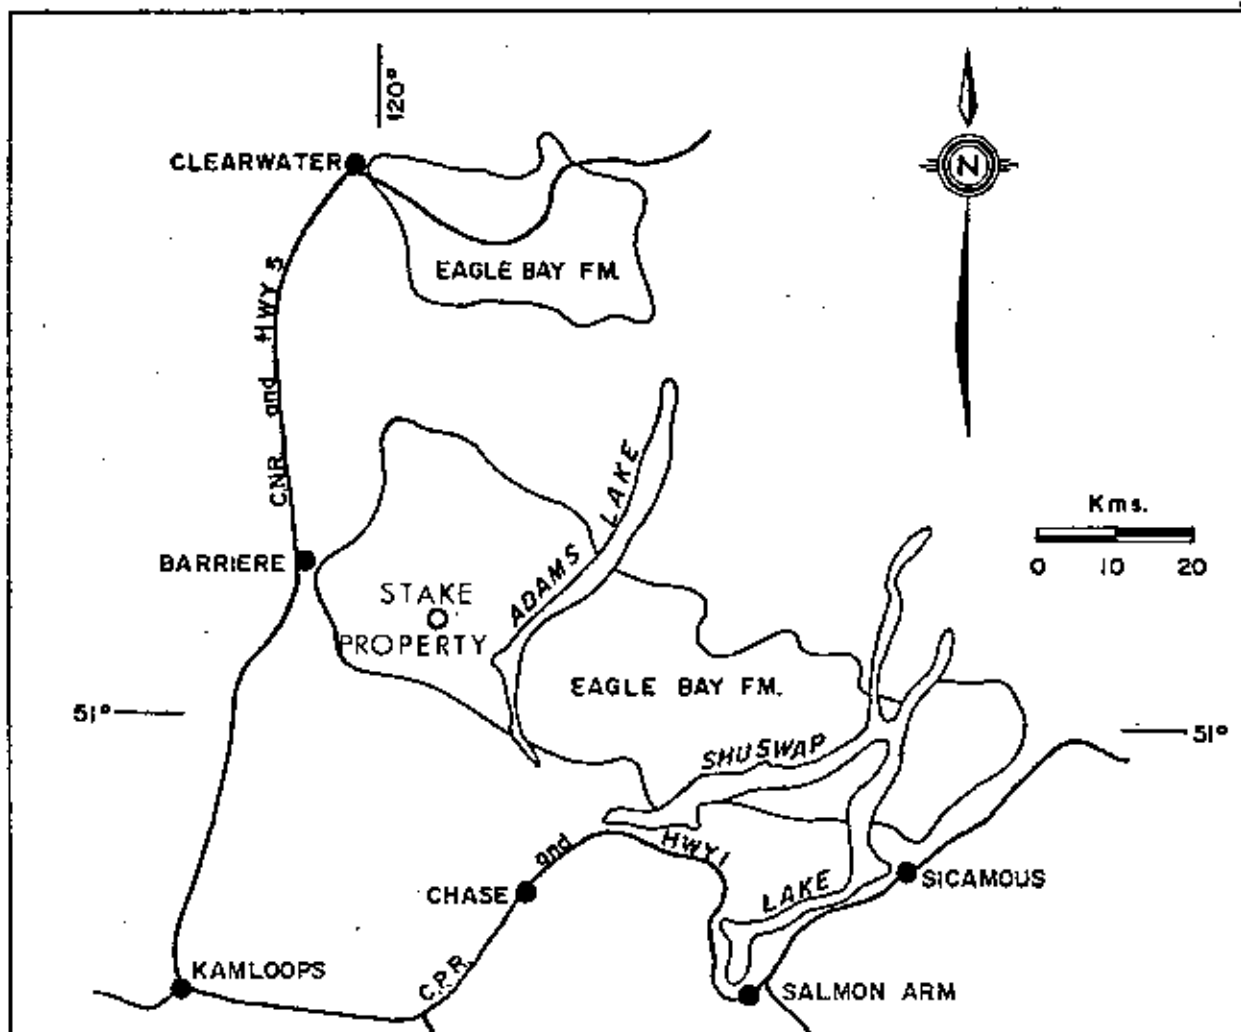 120°
CLEARWATER
N
EAGLE BAY FM.
C.N.R. and HWY 5
ADAMS LAKE
Kms.
0 10 20
BARRIERE
STAKE
PROPERTY
EAGLE BAY FM.
51°
51°
SHUSWAP
LAKE
C.P.R. and HWY 1
CHASE
SICAMOUS
KAMLOOPS
SALMON ARM